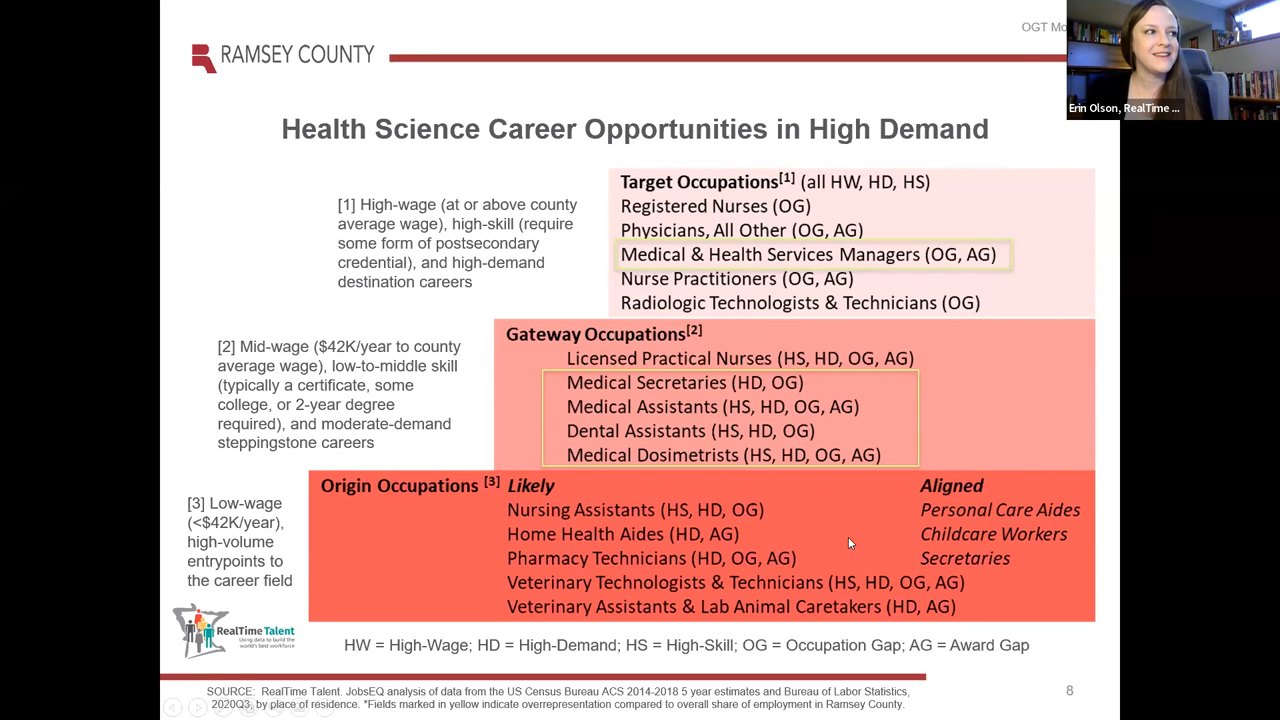 OGT Mo
RAMSEY COUNTY
Erin Olson, RealTime ...
Health Science Career Opportunities in High Demand
[1] High-wage (at or above county
average wage), high-skill (require
some form of postsecondary
credential), and high-demand
destination careers
Target Occupations[1] (all HW, HD, HS)
Registered Nurses (OG)
Physicians, All Other (OG, AG)
Medical & Health Services Managers (OG, AG)
Nurse Practitioners (OG, AG)
Radiologic Technologists & Technicians (OG)
[2] Mid-wage ($42K/year to county
average wage), low-to-middle skill
(typically a certificate, some
college, or 2-year degree
required), and moderate-demand
steppingstone careers
Gateway Occupations[2]
Licensed Practical Nurses (HS, HD, OG, AG)
Medical Secretaries (HD, OG)
Medical Assistants (HS, HD, OG, AG)
Dental Assistants (HS, HD, OG)
Medical Dosimetrists (HS, HD, OG, AG)
[3] Low-wage
(<$42K/year),
high-volume
entrypoints to
the career field
Origin Occupations [3] Likely
Nursing Assistants (HS, HD, OG)
Home Health Aides (HD, AG)
Pharmacy Technicians (HD, OG, AG)
Veterinary Technologists & Technicians (HS, HD, OG, AG)
Veterinary Assistants & Lab Animal Caretakers (HD, AG)
Aligned
Personal Care Aides
Childcare Workers
Secretaries
RealTime Talent
Using data to build the
world's best workforce
HW = High-Wage; HD = High-Demand; HS = High-Skill; OG = Occupation Gap; AG = Award Gap
SOURCE: RealTime Talent. JobsEQ analysis of data from the US Census Bureau ACS 2014-2018 5 year estimates and Bureau of Labor Statistics,
2020Q3, by place of residence. *Fields marked in yellow indicate overrepresentation compared to overall share of employment in Ramsey County.
8